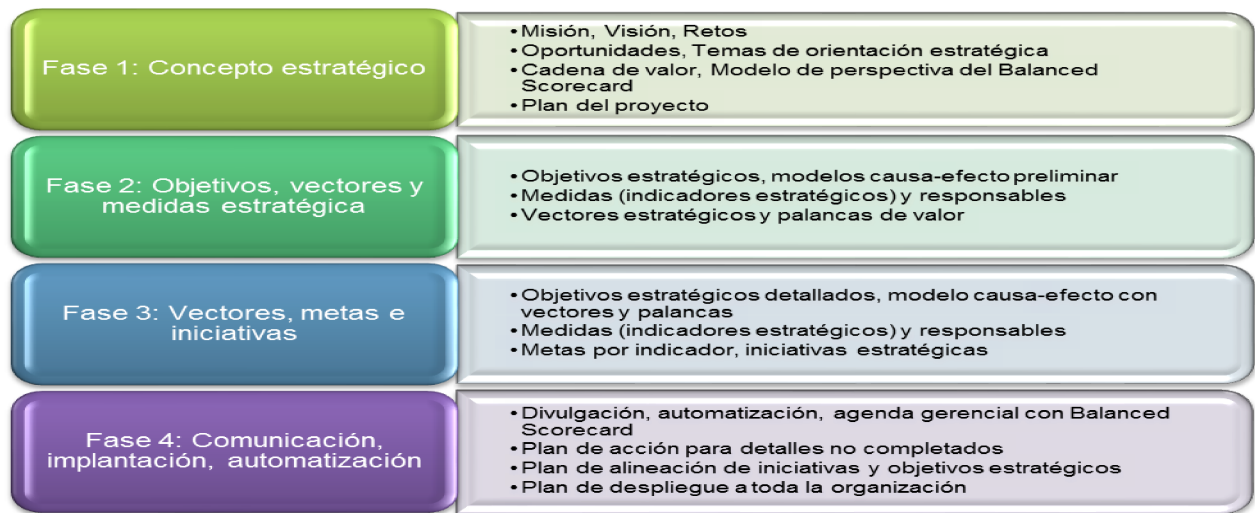 Fase 1: Concepto estratégico
•Misión, Visión, Retos
•Oportunidades, Temas de orientación estratégica
•Cadena de valor, Modelo de perspectiva del Balanced
Scorecard
•Plan del proyecto
Fase 2: Objetivos, vectores y
medidas estratégica
•Objetivos estratégicos, modelos causa-efecto preliminar
•Medidas (indicadores estratégicos) y responsables
•Vectores estratégicos y palancas de valor
Fase 3: Vectores, metas e
iniciativas
•Objetivos estratégicos detallados, modelo causa-efecto con
vectores y palancas
•Medidas (indicadores estratégicos) y responsables
•Metas por indicador, iniciativas estratégicas
Fase 4: Comunicación,
implantación, automatización
•Divulgación, automatización, agenda gerencial con Balanced
Scorecard
•Plan de acción para detalles no completados
•Plan de alineación de iniciativas y objetivos estratégicos
•Plan de despliegue a toda la organización